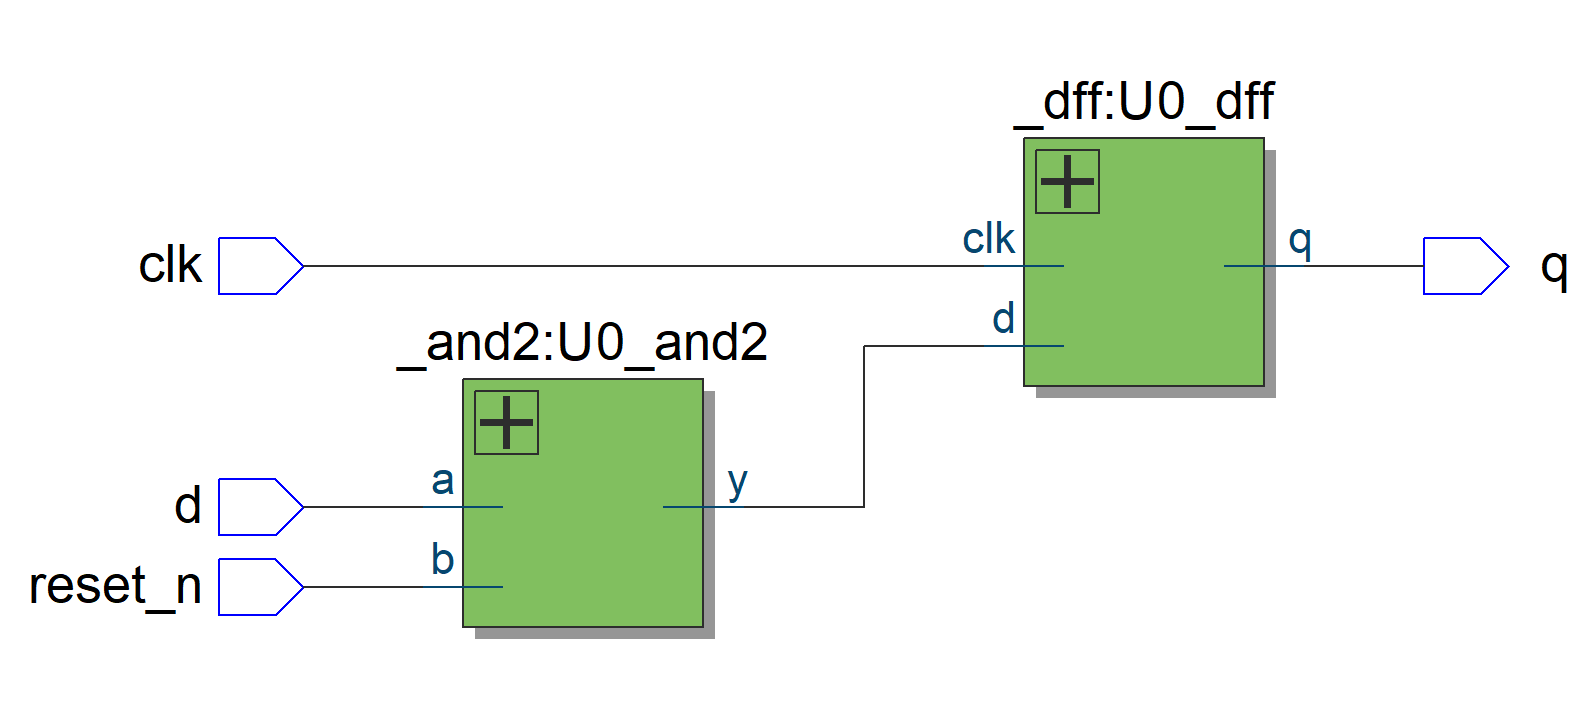 _dff:U0_dff
clk
clk
q
q
d
_and2:U0_and2
d
a
y
reset_n
b